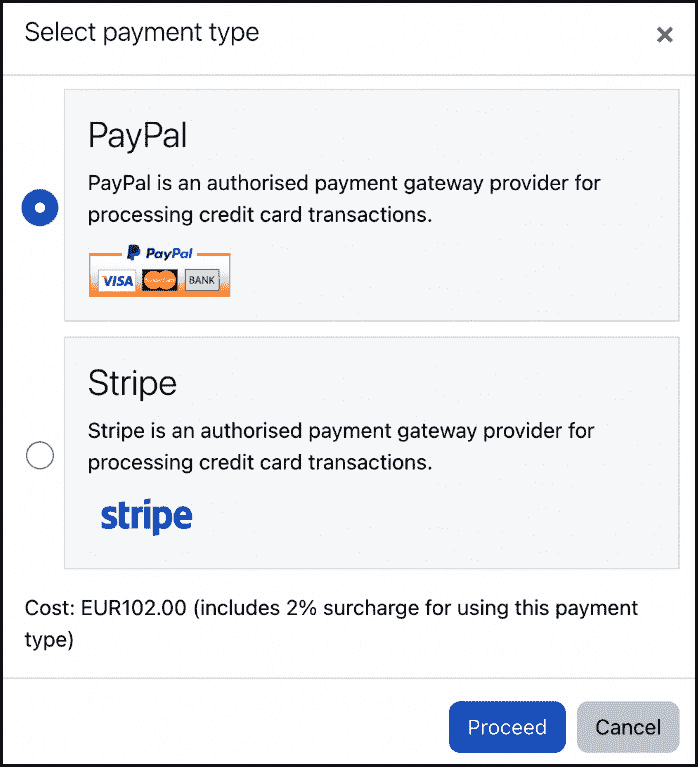 Select payment type
×
PayPal
PayPal is an authorised payment gateway provider for
processing credit card transactions.
PayPal
VISA BANK
Stripe
Stripe is an authorised payment gateway provider for
processing credit card transactions.
stripe
Cost: EUR102.00 (includes 2% surcharge for using this payment
type)
Proceed Cancel